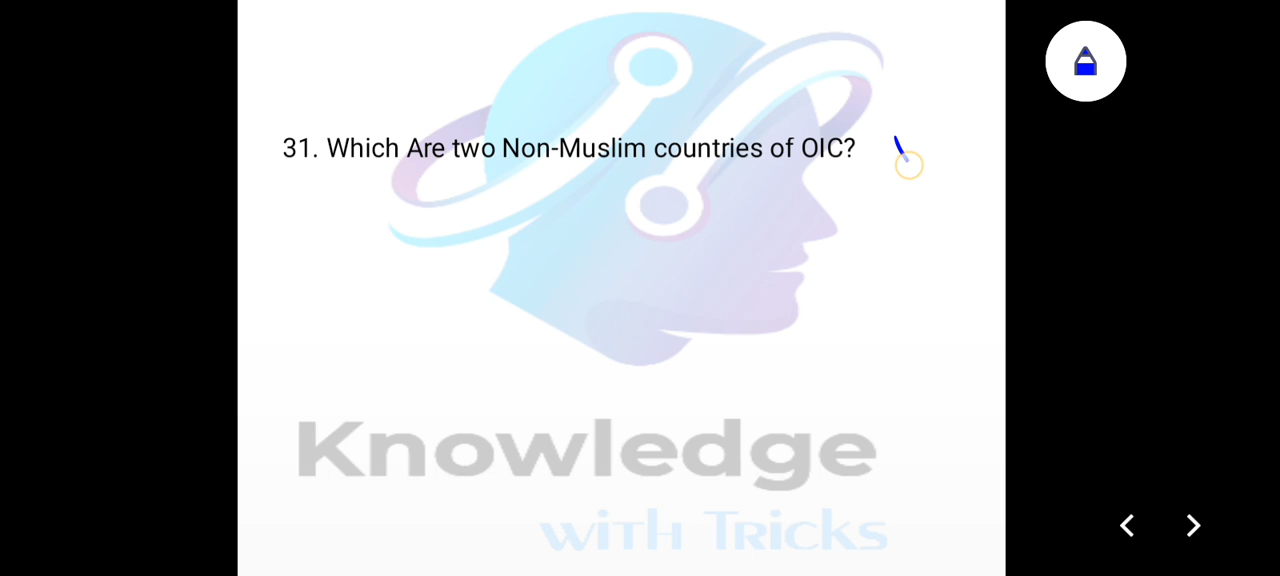 31. Which Are two Non-Muslim countries of OIC?
Knowledge
with Tricks